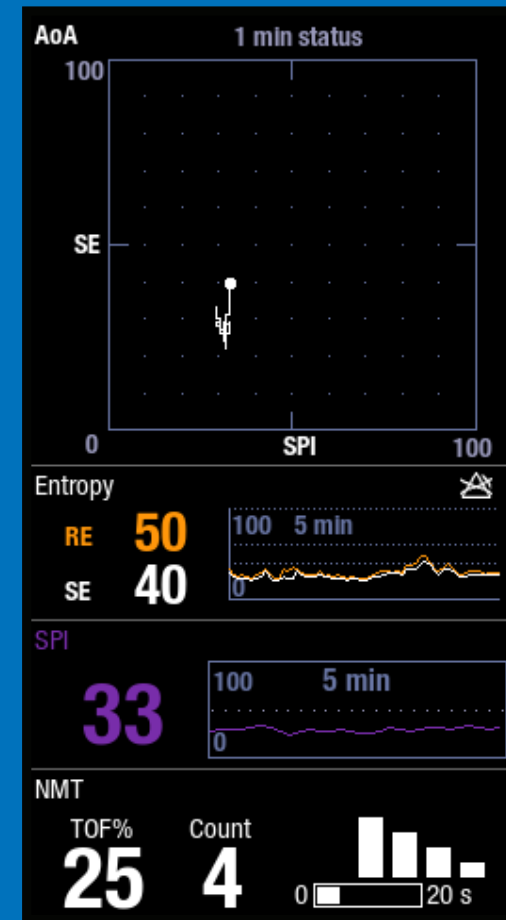 AoA 1 min status
100
SE
0 SPI 100
Entropy
RE 50 100 5 min
SE 40 0
SPI
33 100 5 min
0
NMT
TOF% Count
25 4 0 20 s